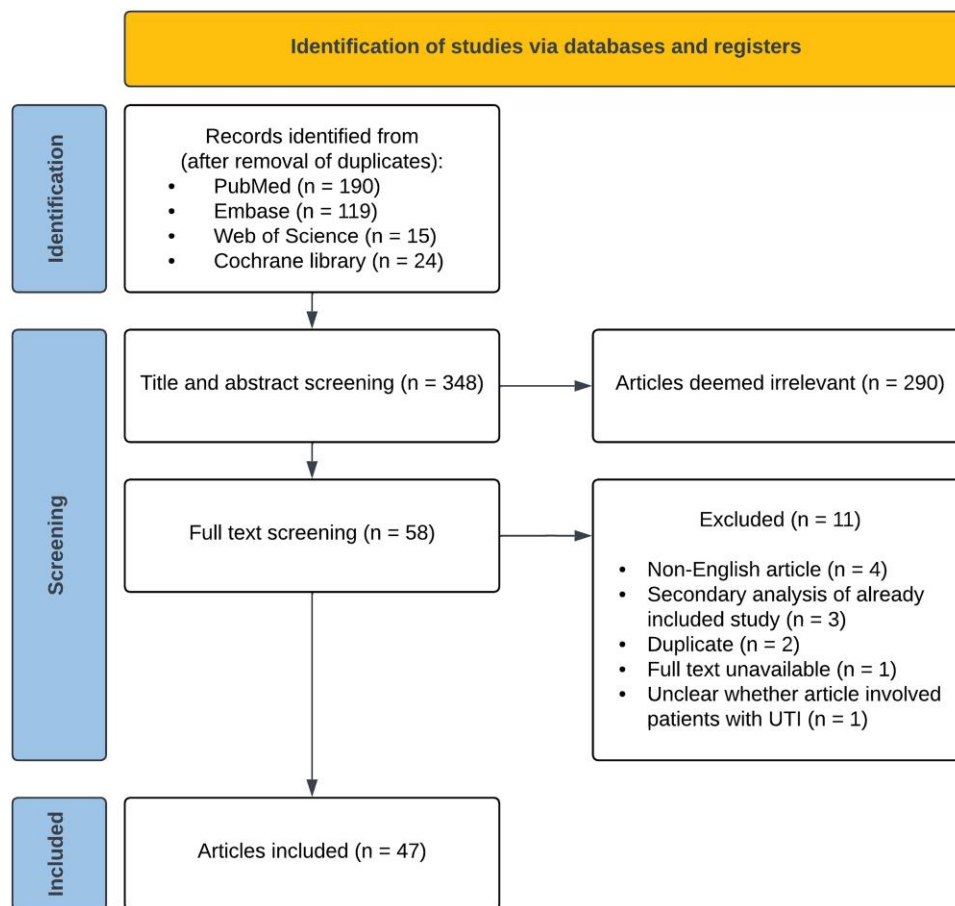 Identification of studies via databases and registers
Identification
Records identified from
(after removal of duplicates):
• PubMed (n = 190)
• Embase (n = 119)
• Web of Science (n = 15)
• Cochrane library (n = 24)
Screening
Title and abstract screening (n = 348)
Articles deemed irrelevant (n = 290)
Full text screening (n = 58)
Excluded (n = 11)
• Non-English article (n = 4)
• Secondary analysis of already
included study (n = 3)
• Duplicate (n = 2)
• Full text unavailable (n = 1)
• Unclear whether article involved
patients with UTI (n = 1)
Included
Articles included (n = 47)